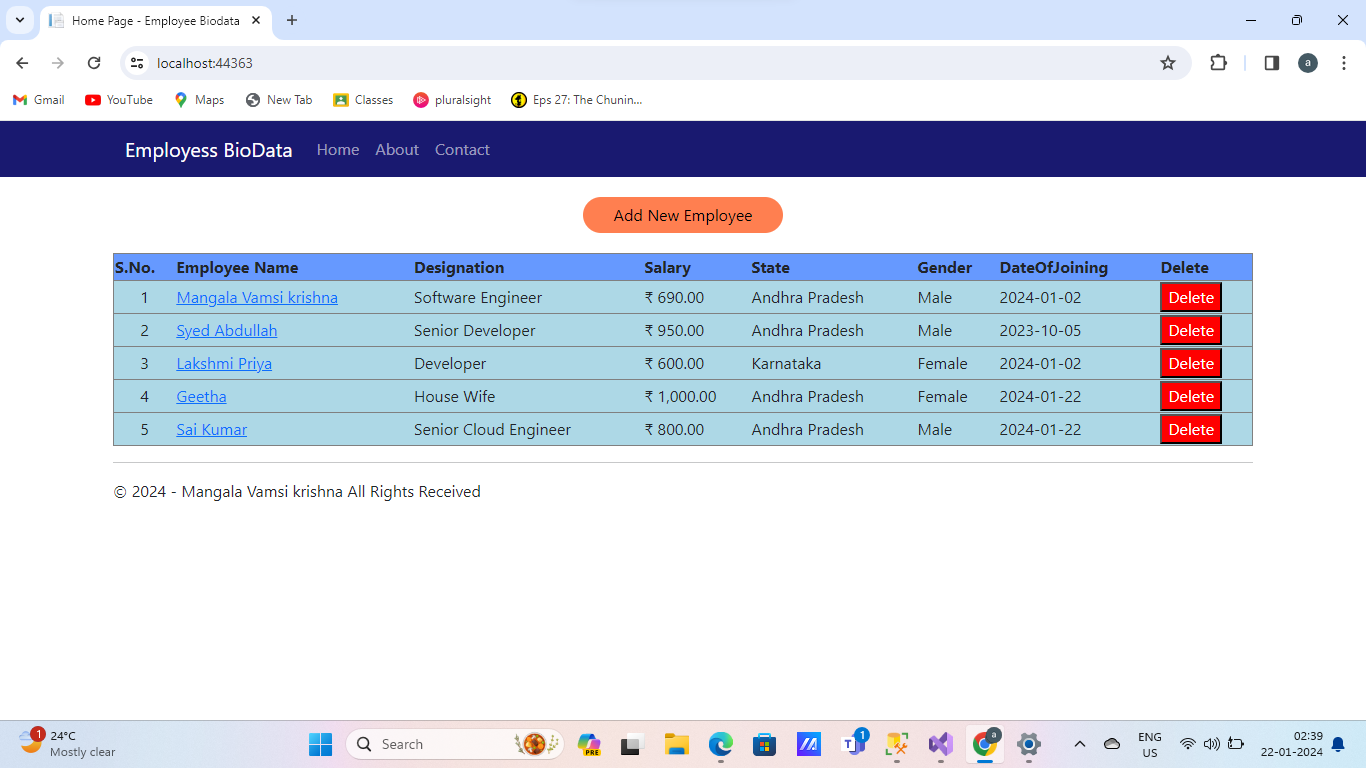 Home Page - Employee Biodata
localhost:44363
a
Gmail YouTube Maps New Tab Classes pluralsight Eps 27: The Chunin...
Employess BioData Home About Contact
Add New Employee
S.No. Employee Name Designation Salary State Gender DateOfJoining Delete
1 Mangala Vamsi krishna Software Engineer ₹ 690.00 Andhra Pradesh Male 2024-01-02 Delete
2 Syed Abdullah Senior Developer ₹ 950.00 Andhra Pradesh Male 2023-10-05 Delete
3 Lakshmi Priya Developer ₹ 600.00 Karnataka Female 2024-01-02 Delete
4 Geetha House Wife ₹ 1,000.00 Andhra Pradesh Female 2024-01-22 Delete
5 Sai Kumar Senior Cloud Engineer ₹ 800.00 Andhra Pradesh Male 2024-01-22 Delete
© 2024 - Mangala Vamsi krishna All Rights Received
1
24°C
Mostly clear
Search
PRE
T
1
a
ENG
US
02:39
22-01-2024